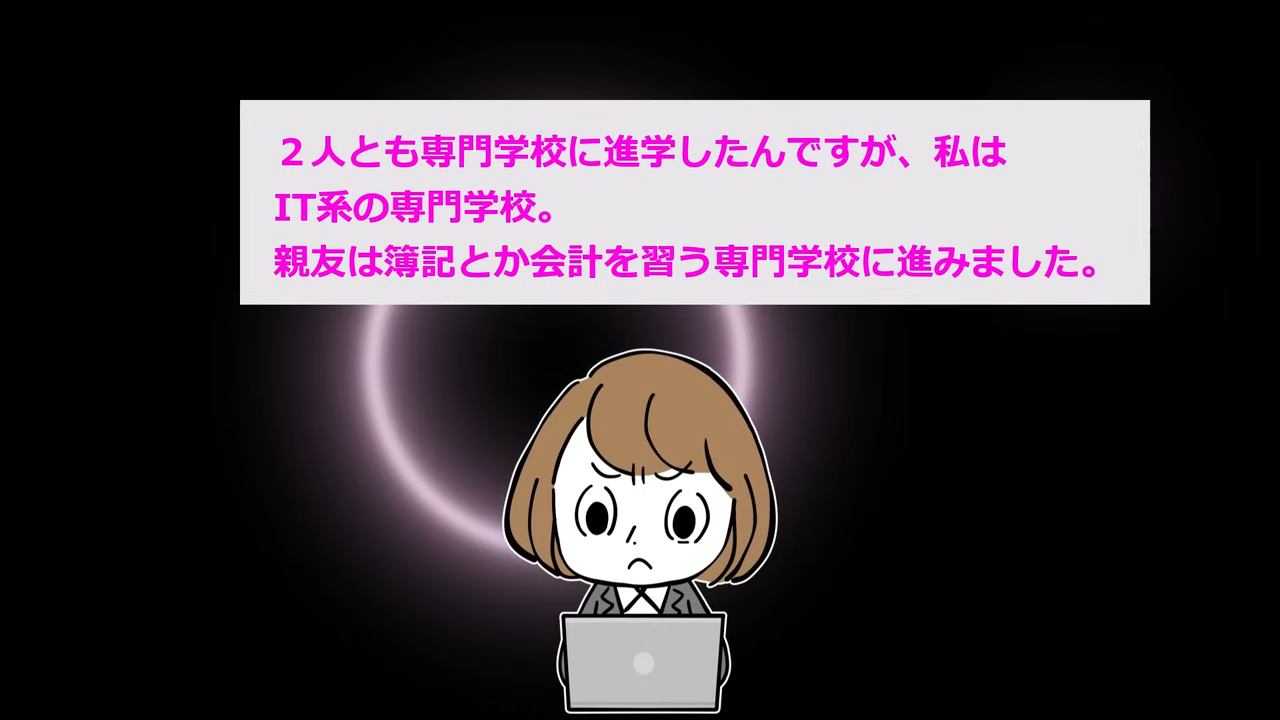 ２人とも専門学校に進学したんですが、私は
IT系の専門学校。
親友は簿記とか会計を習う専門学校に進みました。